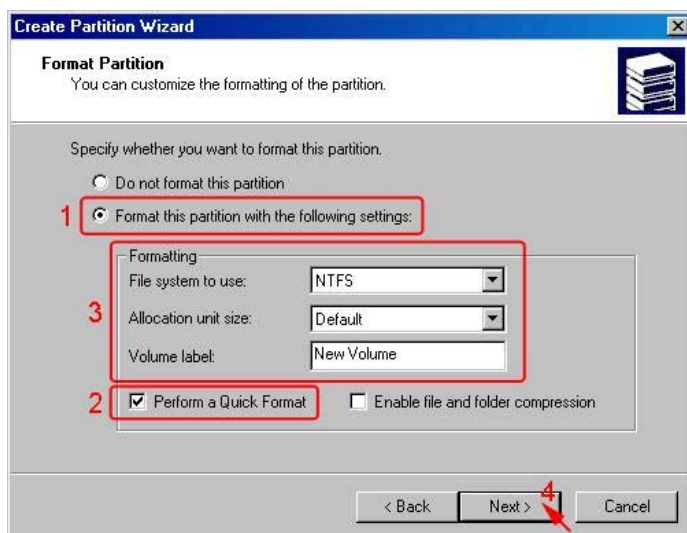 Create Partition Wizard
Format Partition
You can customize the formatting of the partition.
Specify whether you want to format this partition.
Do not format this partition
1 Format this partition with the following settings:
Formatting
File system to use: NTFS
3 Allocation unit size: Default
Volume label: New Volume
2 Perform a Quick Format Enable file and folder compression
4
< Back Next > Cancel